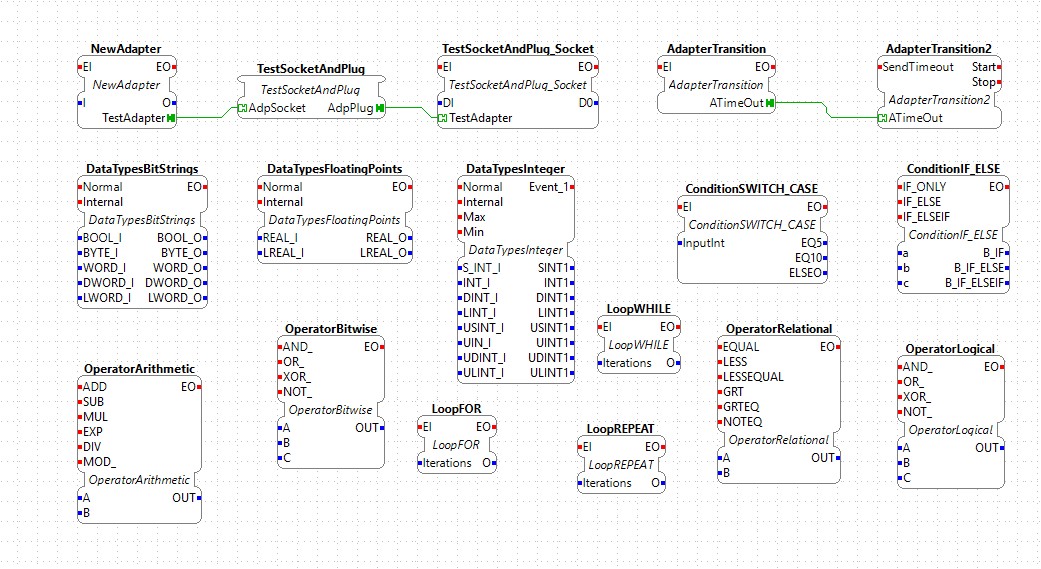 NewAdapter
EI EO
NewAdapter
I O
TestAdapter
TestSocketAndPlug
TestSocketAndPlug
AdpSocket AdpPlug
TestSocketAndPlug_Socket
EI EO
TestSocketAndPlug_Socket
DI DO
TestAdapter
AdapterTransition
EI EO
AdapterTransition
ATimeOut
AdapterTransition2
SendTimeout Start
Stop
AdapterTransition2
ATimeOut
DataTypesBitStrings
Normal EO
Internal
DataTypesBitStrings
BOOL_I BOOL_O
BYTE_I BYTE_O
WORD_I WORD_O
DWORD_I DWORD_O
LWORD_I LWORD_O
DataTypesFloatingPoints
Normal EO
Internal
DataTypesFloatingPoints
REAL_I REAL_O
LREAL_I LREAL_O
DataTypesInteger
Normal Event_1
Internal
Max
Min
DataTypesInteger
S_INT_I SINT1
INT_I INT1
DINT_I DINT1
LINT_I LINT1
USINT_I USINT1
UIN_I UINT1
UDINT_I UDINT1
ULINT_I ULINT1
ConditionSWITCH_CASE
EI EO
ConditionSWITCH_CASE
InputInt EQ5
EQ10
ELSEO
ConditionIF_ELSE
IF_ONLY EO
IF_ELSE
IF_ELSEIF
ConditionIF_ELSE
a B_IF
b B_IF_ELSE
c B_IF_ELSEIF
OperatorArithmetic
ADD EO
SUB
MUL
EXP
DIV
MOD_
OperatorArithmetic
A OUT
B
OperatorBitwise
AND_ EO
OR_
XOR_
NOT_
OperatorBitwise
A OUT
B
C
LoopFOR
EI EO
LoopFOR
Iterations O
LoopWHILE
EI EO
LoopWHILE
Iterations O
LoopREPEAT
EI EO
LoopREPEAT
Iterations O
OperatorRelational
EQUAL EO
LESS
LESSEQUAL
GRT
GRTEQ
NOTEQ
OperatorRelational
A OUT
B
OperatorLogical
AND_ EO
OR_
XOR_
NOT_
OperatorLogical
A OUT
B
C